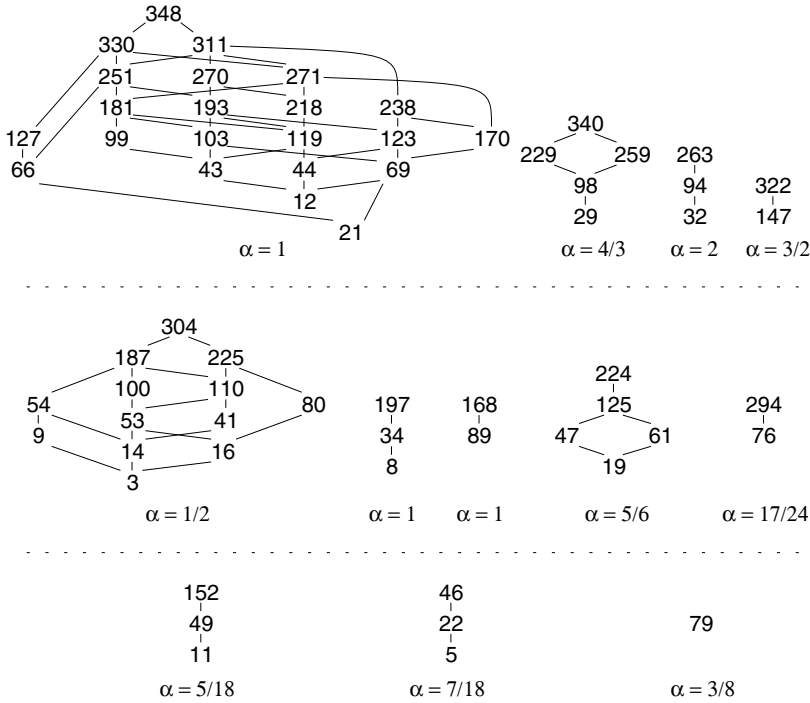 348
330 311
251 270 271
181 193 218 238
127 99 103 119 123 170 340
229 259 263
66 43 44 69 98 94 322
12
29 32 147
21
α = 1 α = 4/3 α = 2 α = 3/2
304
187 225
224
100 110
54 80 197 168 125 294
53 41
9 34 89 47 61 76
14 16
8 19
3
α = 1/2 α = 1 α = 1 α = 5/6 α = 17/24
152 46
49 22 79
11 5
α = 5/18 α = 7/18 α = 3/8